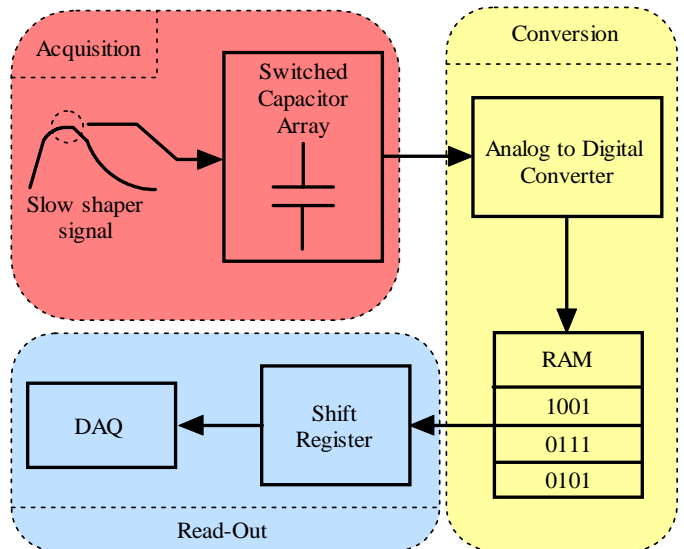 Acquisition
Switched
Capacitor
Array
Slow shaper
signal
Conversion
Analog to Digital
Converter
RAM
1001
0111
0101
Shift
Register
DAQ
Read-Out